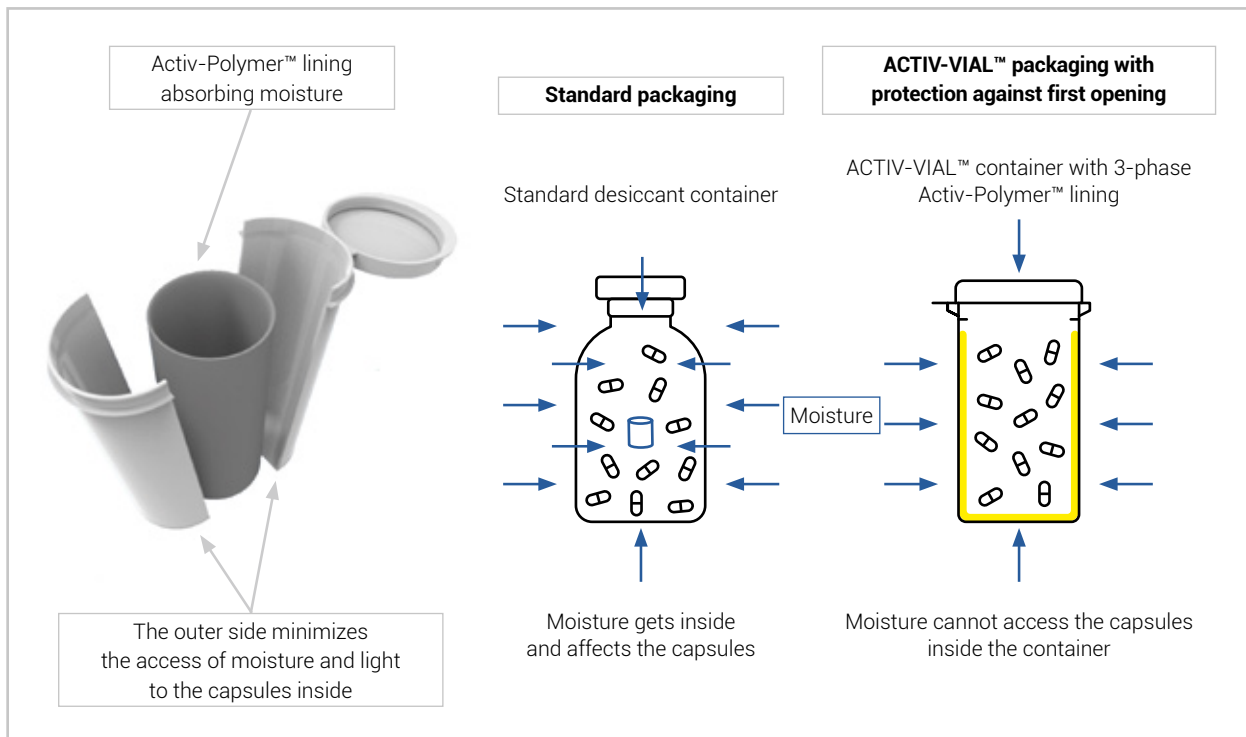 Activ-Polymer™ lining
absorbing moisture
The outer side minimizes
the access of moisture and light
to the capsules inside
Standard packaging
Standard desiccant container
Moisture gets inside
and affects the capsules
Moisture
ACTIV-VIAL™ packaging with
protection against first opening
ACTIV-VIAL™ container with 3-phase
Activ-Polymer™ lining
Moisture cannot access the capsules
inside the container